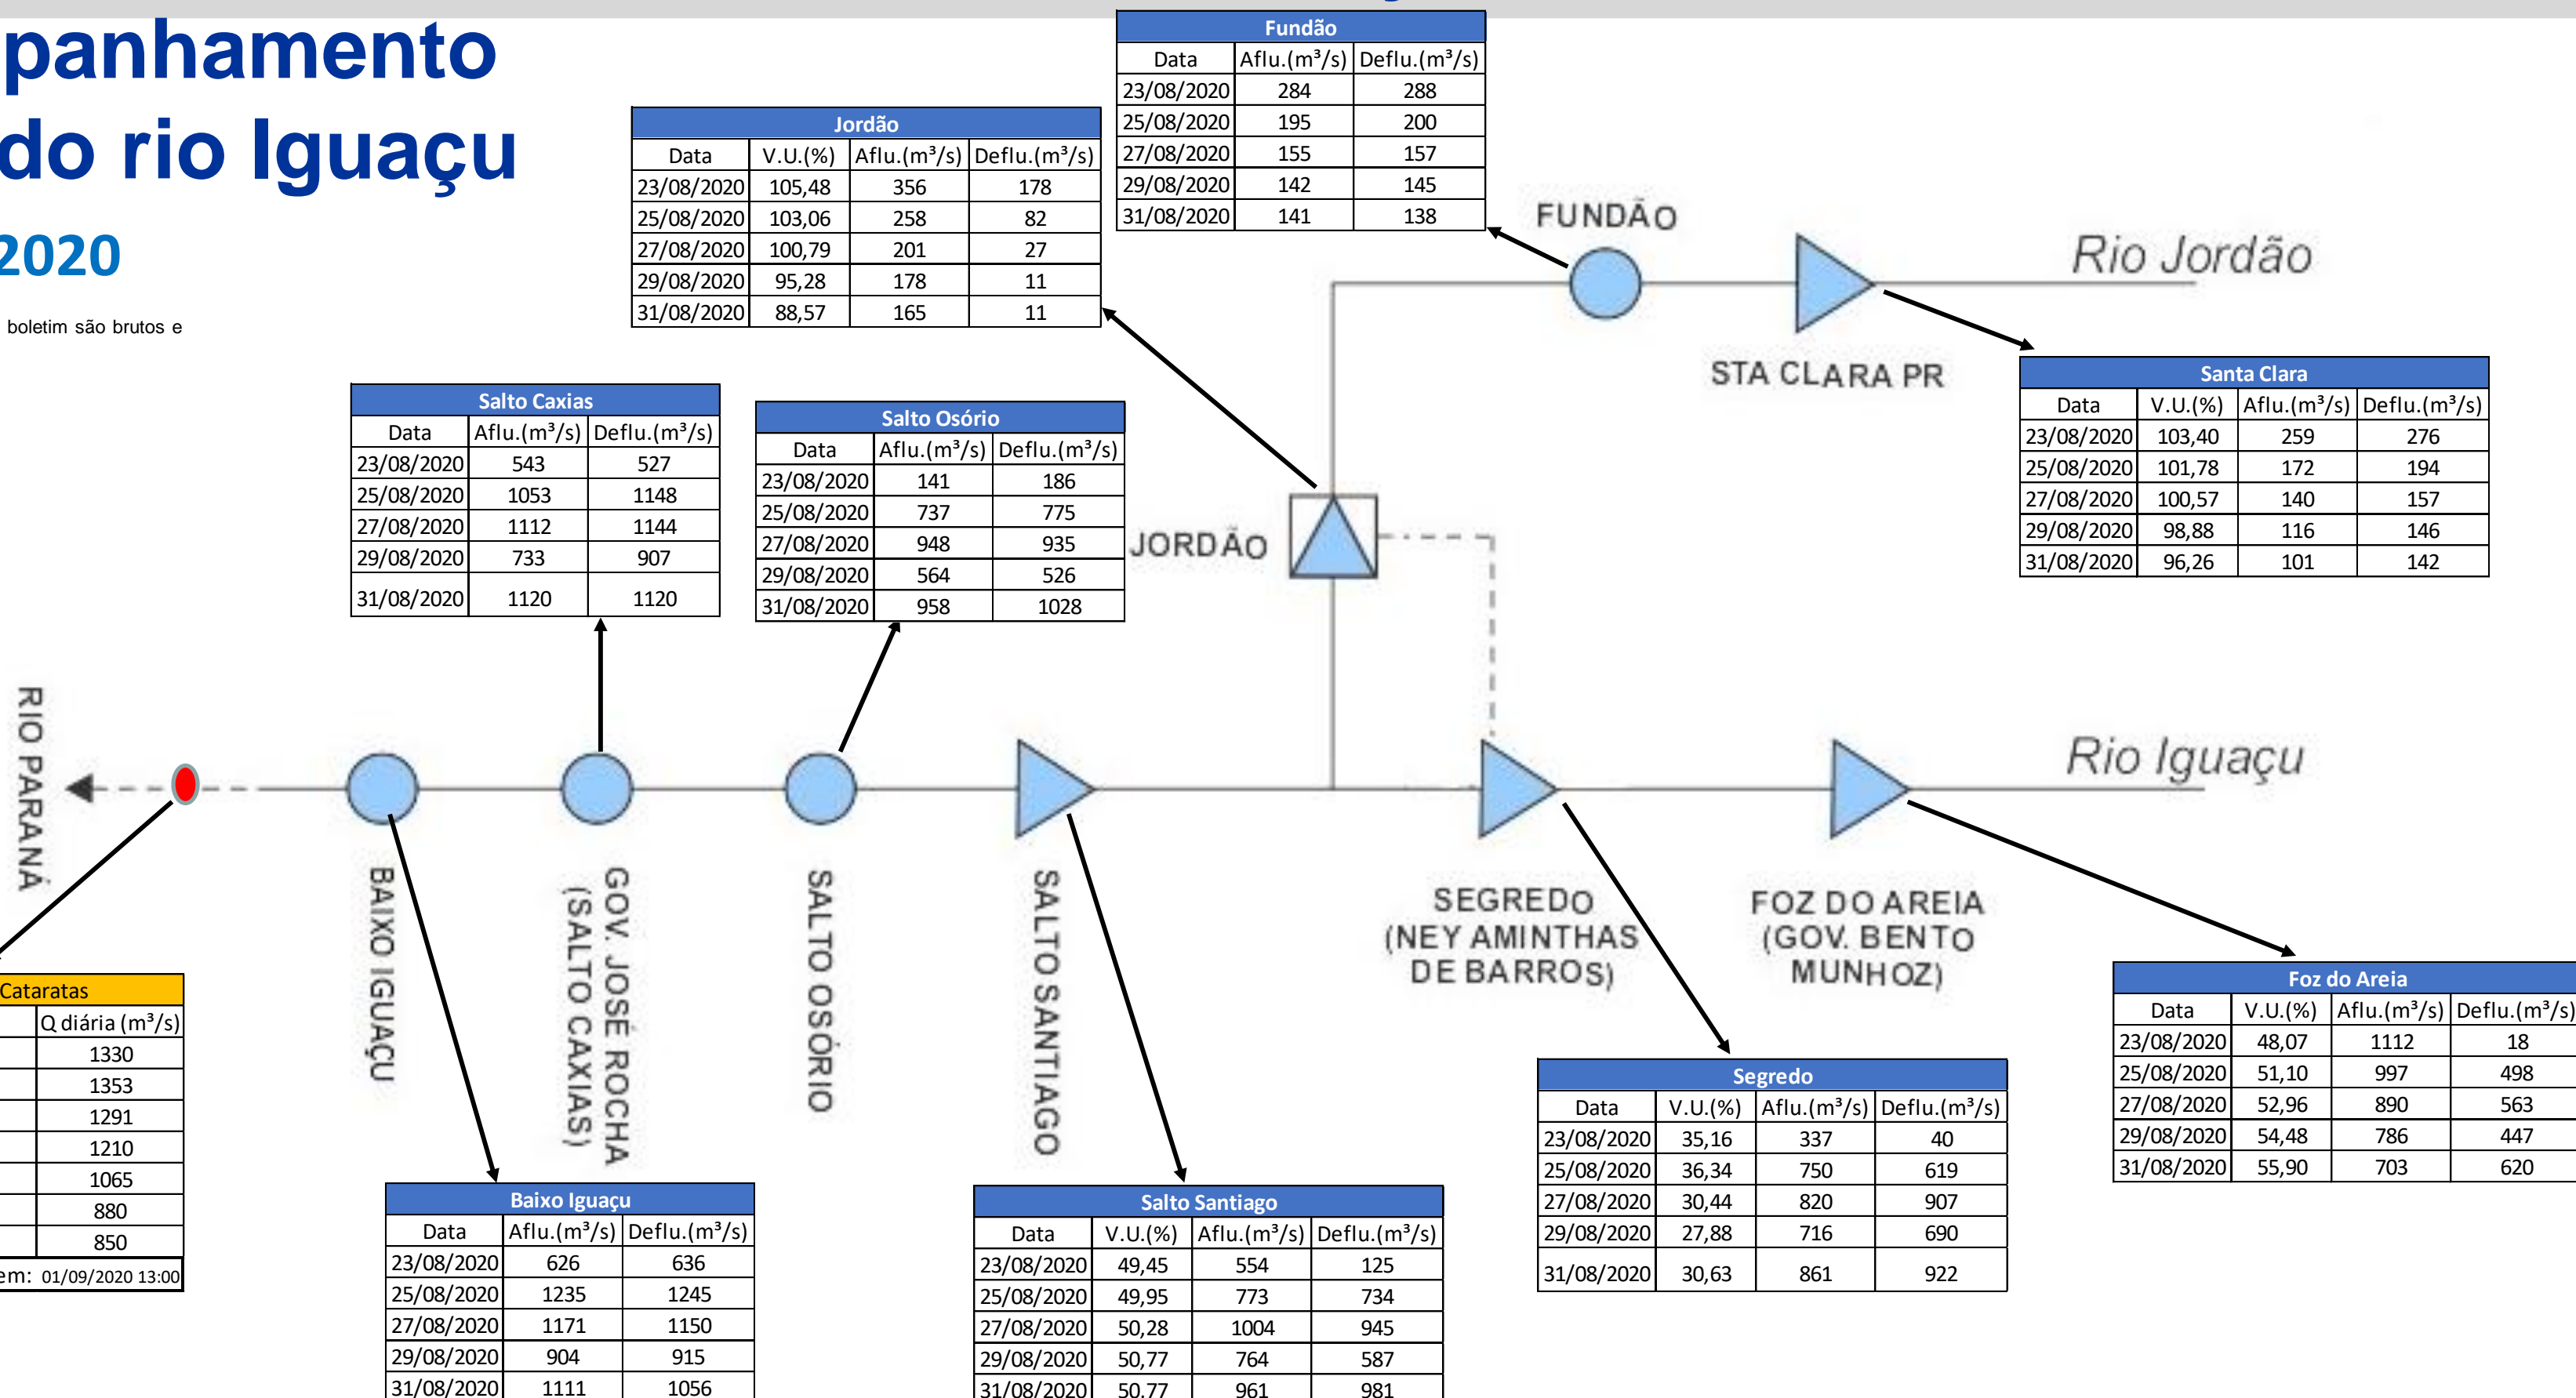 panhamento
do rio Iguaçu
2020
boletim são brutos e
Fundão
Data Aflu.(m³/s) Deflu.(m³/s)
23/08/2020 284 288
25/08/2020 195 200
27/08/2020 155 157
29/08/2020 142 145
31/08/2020 141 138
Jordão
Data V.U.(%) Aflu.(m³/s) Deflu.(m³/s)
23/08/2020 105,48 356 178
25/08/2020 103,06 258 82
27/08/2020 100,79 201 27
29/08/2020 95,28 178 11
31/08/2020 88,57 165 11
FUNDÃO
Rio Jordão
STA CLARA PR
Santa Clara
Data V.U.(%) Aflu.(m³/s) Deflu.(m³/s)
23/08/2020 103,40 259 276
25/08/2020 101,78 172 194
27/08/2020 100,57 140 157
29/08/2020 98,88 116 146
31/08/2020 96,26 101 142
Salto Caxias
Data Aflu.(m³/s) Deflu.(m³/s)
23/08/2020 543 527
25/08/2020 1053 1148
27/08/2020 1112 1144
29/08/2020 733 907
31/08/2020 1120 1120
Salto Osório
Data Aflu.(m³/s) Deflu.(m³/s)
23/08/2020 141 186
25/08/2020 737 775
27/08/2020 948 935
29/08/2020 564 526
31/08/2020 958 1028
JORDÃO
RIO PARANÁ
Rio Iguaçu
BAIXO IGUAÇU
GOV. JOSÉ ROCHA
(SALTO CAXIAS)
SALTO OSÓRIO
SALTO SANTIAGO
SEGREDO
(NEY AMINTHAS
DE BARROS)
FOZ DO AREIA
(GOV. BENTO
MUNHOZ)
Cataratas
Q diária (m³/s)
1330
1353
1291
1210
1065
880
850
em: 01/09/2020 13:00
Baixo Iguaçu
Data Aflu.(m³/s) Deflu.(m³/s)
23/08/2020 626 636
25/08/2020 1235 1245
27/08/2020 1171 1150
29/08/2020 904 915
31/08/2020 1111 1056
Salto Santiago
Data V.U.(%) Aflu.(m³/s) Deflu.(m³/s)
23/08/2020 49,45 554 125
25/08/2020 49,95 773 734
27/08/2020 50,28 1004 945
29/08/2020 50,77 764 587
31/08/2020 50,77 961 981
Segredo
Data V.U.(%) Aflu.(m³/s) Deflu.(m³/s)
23/08/2020 35,16 337 40
25/08/2020 36,34 750 619
27/08/2020 30,44 820 907
29/08/2020 27,88 716 690
31/08/2020 30,63 861 922
Foz do Areia
Data V.U.(%) Aflu.(m³/s) Deflu.(m³/s)
23/08/2020 48,07 1112 18
25/08/2020 51,10 997 498
27/08/2020 52,96 890 563
29/08/2020 54,48 786 447
31/08/2020 55,90 703 620